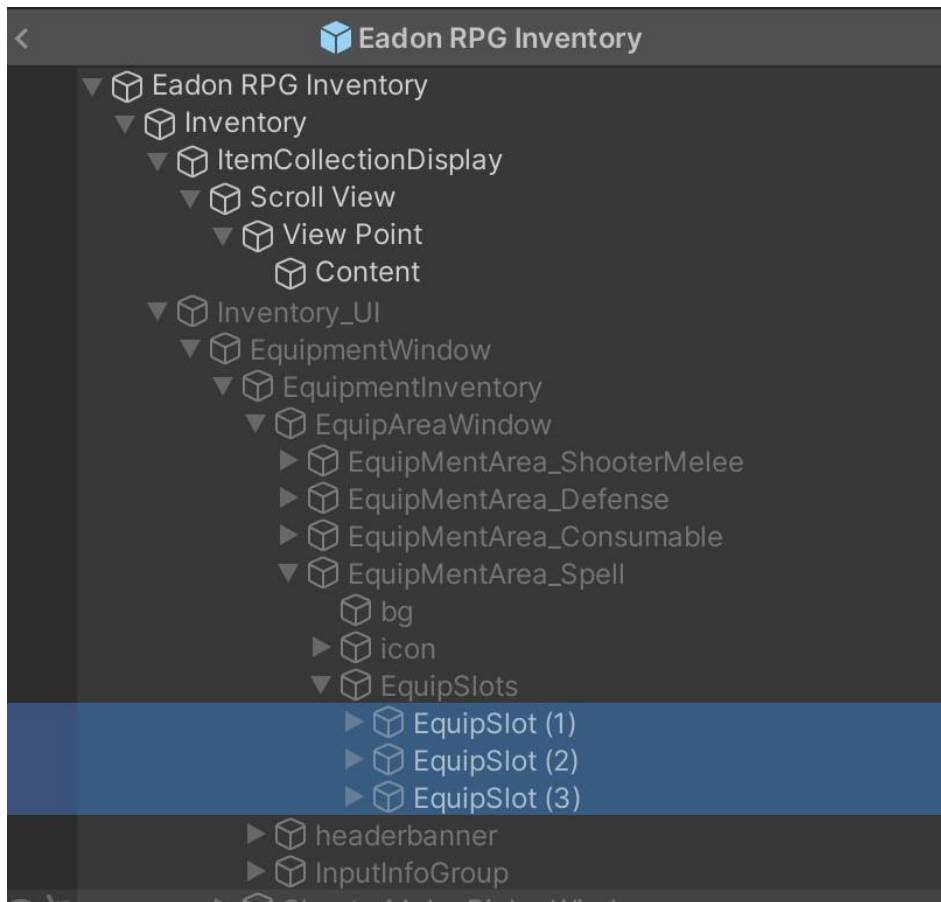 Eadon RPG Inventory
Eadon RPG Inventory
Inventory
ItemCollectionDisplay
Scroll View
View Point
Content
Inventory_UI
EquipmentWindow
EquipmentInventory
EquipAreaWindow
EquipMentArea_ShooterMelee
EquipMentArea_Defense
EquipMentArea_Consumable
EquipMentArea_Spell
bg
icon
EquipSlots
EquipSlot (1)
EquipSlot (2)
EquipSlot (3)
headerbanner
InputInfoGroup